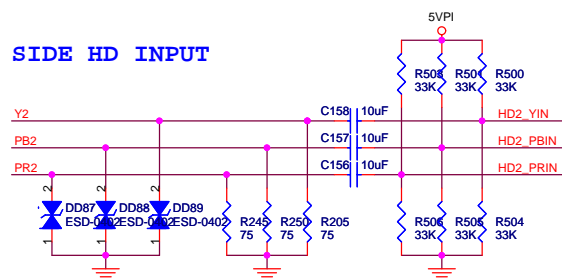 5VPI
SIDE HD INPUT
R503 R501 R500
33K 33K 33K
C158 10uF
Y2 HD2_YIN
C157 10uF
PB2 HD2_PBIN
C156 10uF
PR2 HD2_PRIN
2 2 2
DD87 DD88 DD89
ESD-0402 ESD-0402 ESD-0402
1 1 1
R245 R250 R205
75 75 75
R506 R505 R504
33K 33K 33K